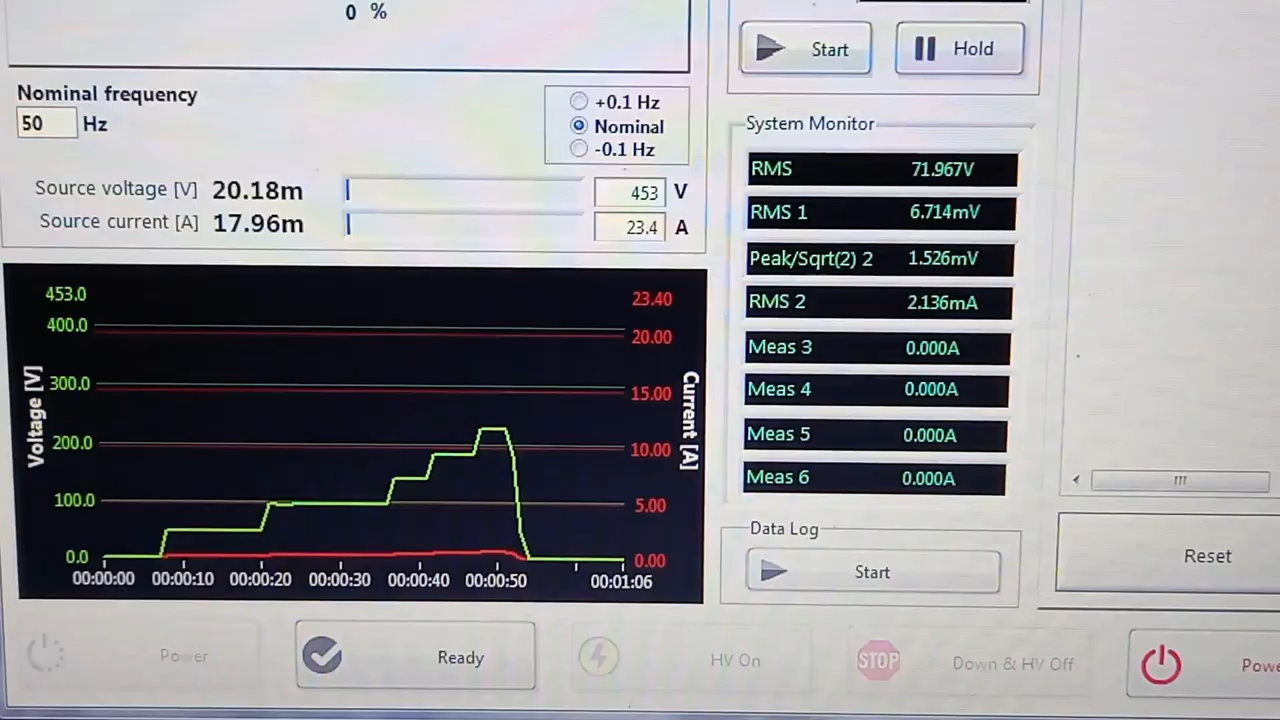 0 %
Start
Hold
Nominal frequency
50 Hz
+0.1 Hz
Nominal
-0.1 Hz
Source voltage [V] 20.18m 453 V
Source current [A] 17.96m 23.4 A
System Monitor
RMS 71.967V
RMS 1 6.714mV
Peak/Sqrt(2) 2 1.526mV
RMS 2 2.136mA
Meas 3 0.000A
Meas 4 0.000A
Meas 5 0.000A
Meas 6 0.000A
Voltage [V]
453.0
400.0
300.0
200.0
100.0
0.0
23.40
20.00
15.00
10.00
5.00
0.00
Current [A]
00:00:00 00:00:10 00:00:20 00:00:30 00:00:40 00:00:50 00:01:06
Data Log
Start
Reset
Power
Ready
HV On
STOP Down & HV Off